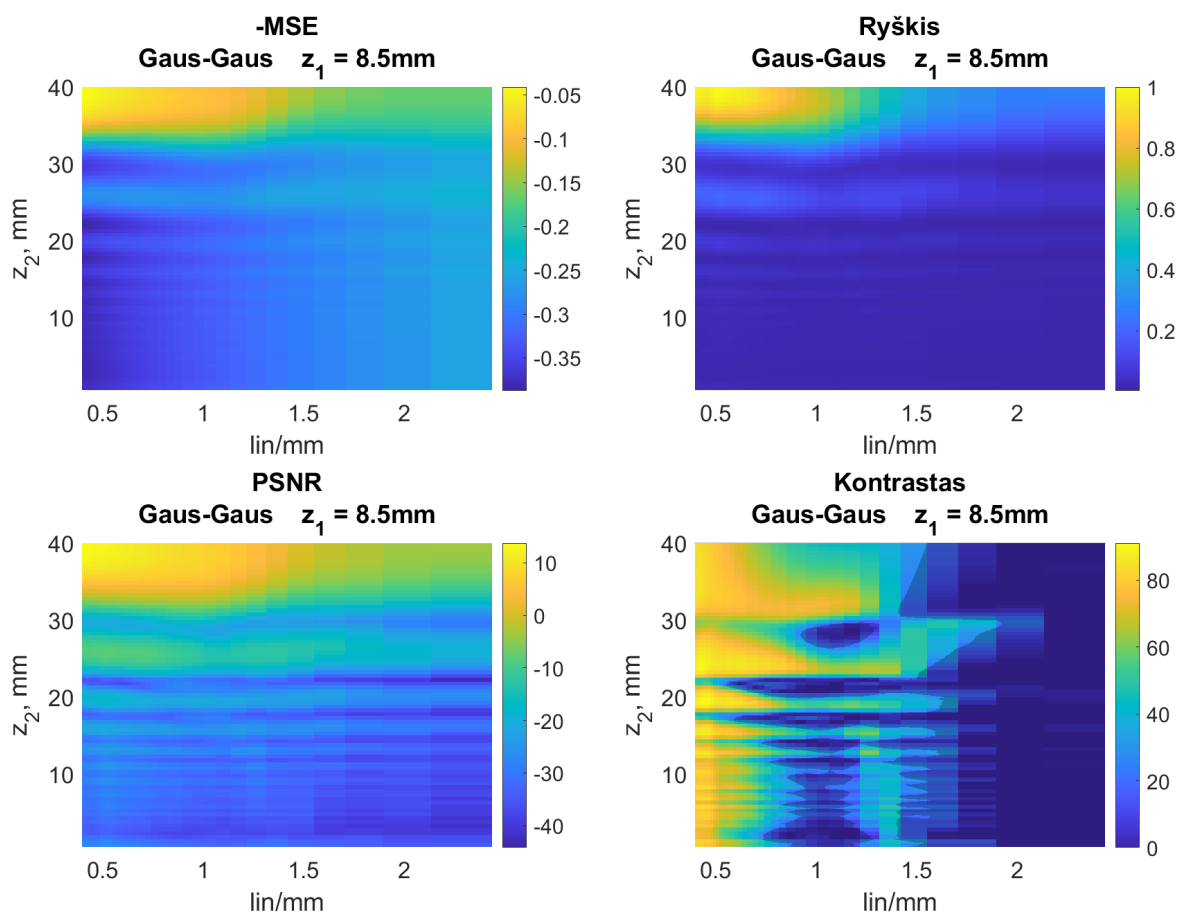 -MSE
Gaus-Gaus z₁ = 8.5mm
40
30
20
10
z₂, mm
0.5 1 1.5 2
lin/mm
-0.05
-0.1
-0.15
-0.2
-0.25
-0.3
-0.35
Ryškis
Gaus-Gaus z₁ = 8.5mm
40
30
20
10
z₂, mm
0.5 1 1.5 2
lin/mm
1
0.8
0.6
0.4
0.2
PSNR
Gaus-Gaus z₁ = 8.5mm
40
30
20
10
z₂, mm
0.5 1 1.5 2
lin/mm
10
0
-10
-20
-30
-40
Kontrastas
Gaus-Gaus z₁ = 8.5mm
40
30
20
10
z₂, mm
0.5 1 1.5 2
lin/mm
80
60
40
20
0